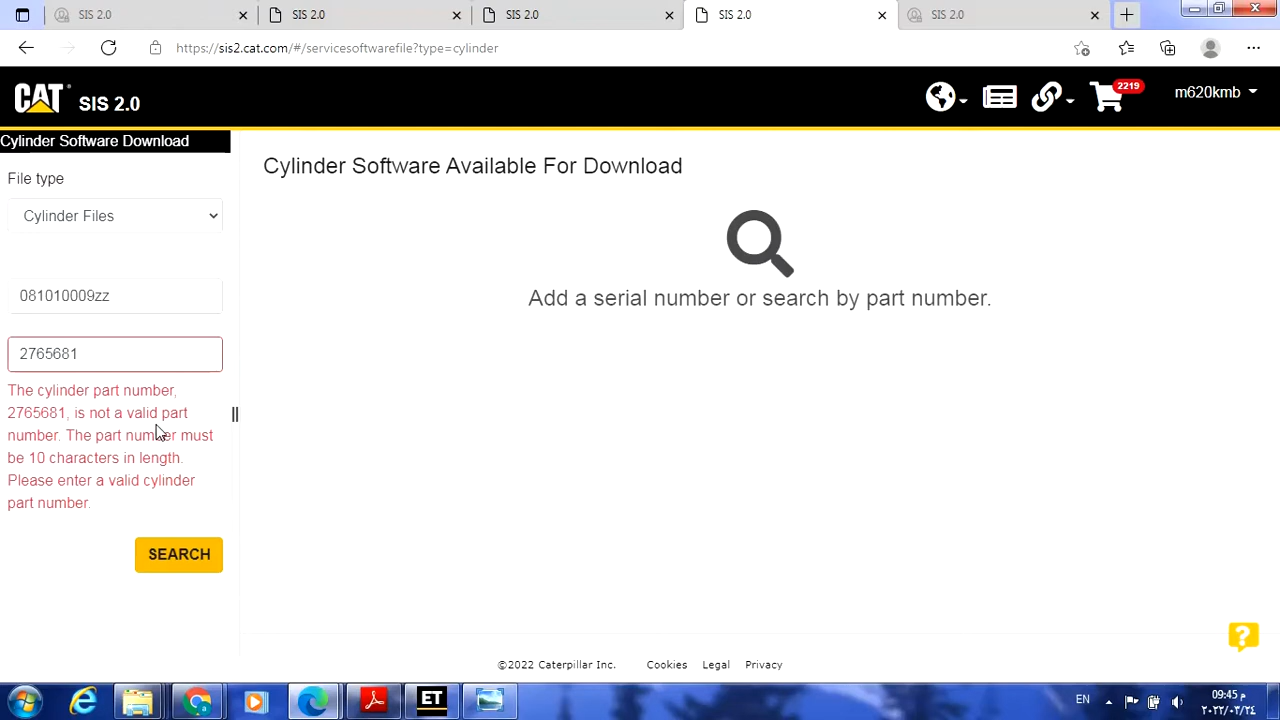 SIS 2.0
SIS 2.0
SIS 2.0
SIS 2.0
SIS 2.0
https://sis2.cat.com/#/servicesoftwarefile?type=cylinder
CAT SIS 2.0
2219
m620kmb
Cylinder Software Download
File type
Cylinder Files
081010009zz
2765681
The cylinder part number,
2765681, is not a valid part
number. The part number must
be 10 characters in length.
Please enter a valid cylinder
part number.
SEARCH
Cylinder Software Available For Download
Add a serial number or search by part number.
?
©2022 Caterpillar Inc. Cookies Legal Privacy
ET
EN
09:45 م
٢٠٢٢/٠٣/٢٤